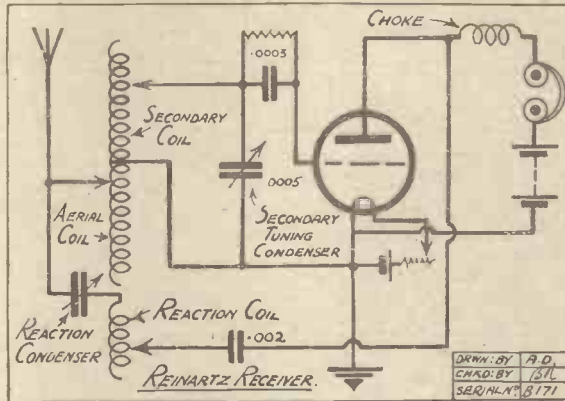 CHOKE
.0003
SECONDARY
COIL
.0005
SECONDARY
TUNING
CONDENSER
AERIAL
COIL
REACTION
CONDENSER
REACTION COIL
.002
REINARTZ RECEIVER.
DRWN: BY A.D.
CHKD: BY
SERIAL Nº B171